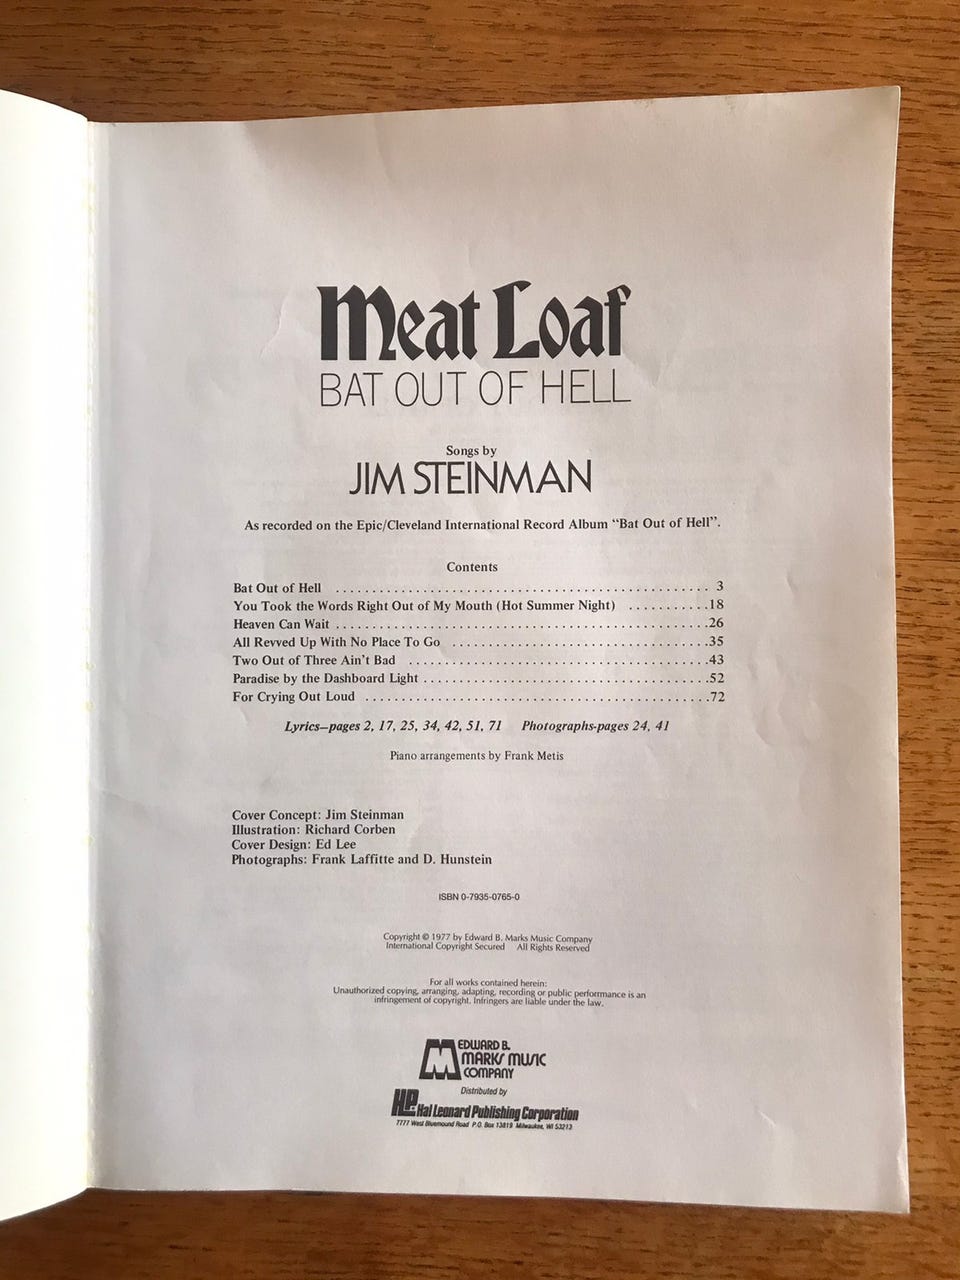 Meat Loaf
BAT OUT OF HELL
Songs by
JIM STEINMAN
As recorded on the Epic/Cleveland International Record Album "Bat Out of Hell".
Contents
Bat Out of Hell ............................................. 3
You Took the Words Right Out of My Mouth (Hot Summer Night) ..........18
Heaven Can Wait .............................................26
All Revved Up With No Place To Go ...............................35
Two Out of Three Ain't Bad ....................................43
Paradise by the Dashboard Light ..................................52
For Crying Out Loud .........................................72
Lyrics—pages 2, 17, 25, 34, 42, 51, 71 Photographs-pages 24, 41
Piano arrangements by Frank Metis
Cover Concept: Jim Steinman
Illustration: Richard Corben
Cover Design: Ed Lee
Photographs: Frank Laffitte and D. Hunstein
ISBN 0-7935-0765-0
Copyright © 1977 by Edward B. Marks Music Company
International Copyright Secured All Rights Reserved
For all works contained herein:
Unauthorized copying, arranging, adapting, recording or public performance is an
infringement of copyright. Infringers are liable under the law.
EDWARD B.
MARKS MUSIC
COMPANY
Distributed by
Hal Leonard Publishing Corporation
7777 West Bluemound Road P.O. Box 13819 Milwaukee, WI 53213